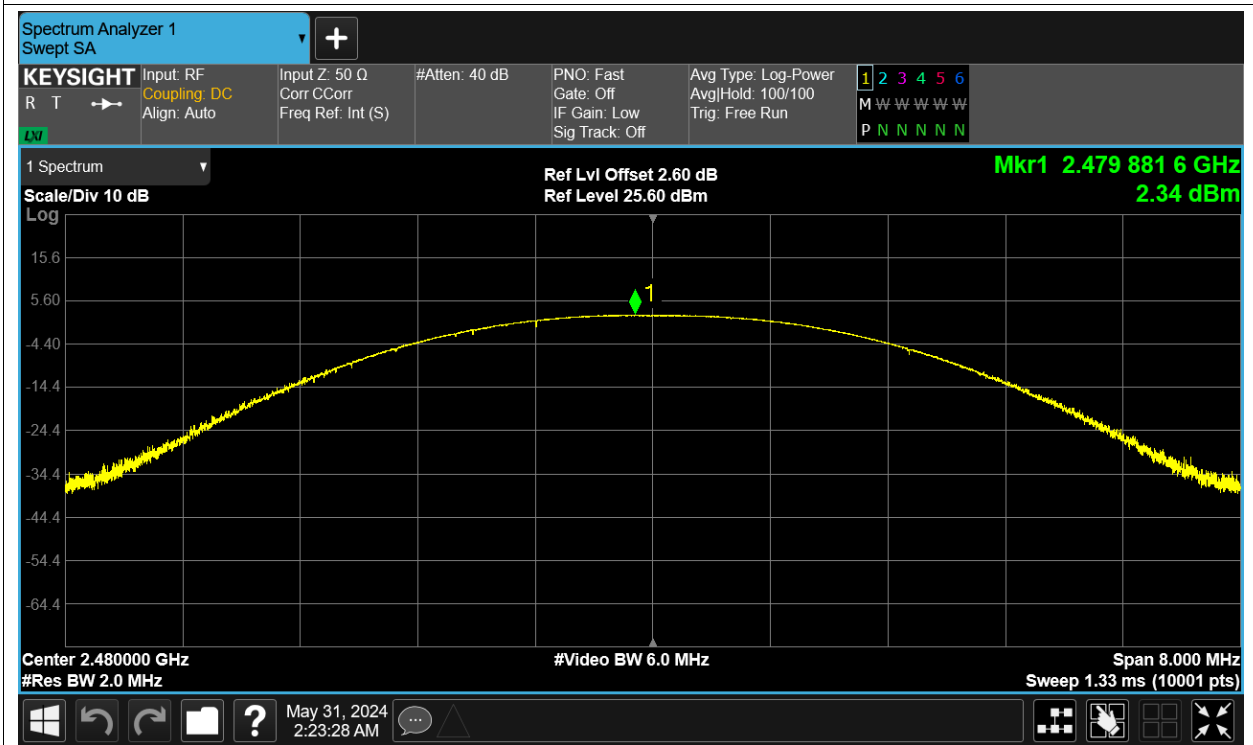 Spectrum Analyzer 1
Swept SA
KEYSIGHT
R T
LXI
Input: RF
Coupling: DC
Align: Auto
Input Z: 50 Ω
Corr CCorr
Freq Ref: Int (S)
#Atten: 40 dB
PNO: Fast
Gate: Off
IF Gain: Low
Sig Track: Off
Avg Type: Log-Power
Avg|Hold: 100/100
Trig: Free Run
1 2 3 4 5 6
M W W W W W W
P N N N N N N
1 Spectrum
Scale/Div 10 dB
Log
Ref Lvl Offset 2.60 dB
Ref Level 25.60 dBm
Mkr1 2.479 881 6 GHz
2.34 dBm
15.6
5.60
1
-4.40
-14.4
-24.4
-34.4
-44.4
-54.4
-64.4
Center 2.480000 GHz
#Res BW 2.0 MHz
#Video BW 6.0 MHz
Span 8.000 MHz
Sweep 1.33 ms (10001 pts)
?
May 31, 2024
2:23:28 AM